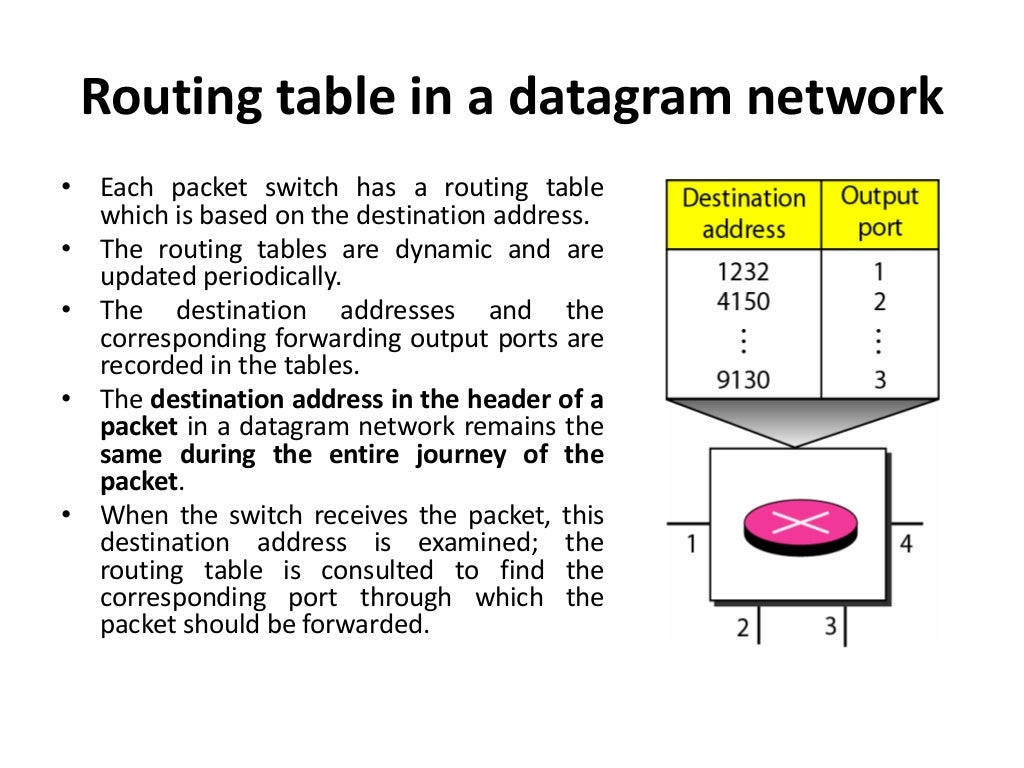 Routing table in a datagram network
• Each packet switch has a routing table
which is based on the destination address.
• The routing tables are dynamic and are
updated periodically.
• The destination addresses and the
corresponding forwarding output ports are
recorded in the tables.
• The destination address in the header of a
packet in a datagram network remains the
same during the entire journey of the
packet.
• When the switch receives the packet, this
destination address is examined; the
routing table is consulted to find the
corresponding port through which the
packet should be forwarded.
Destination address Output port
1232 1
4150 2
⋮ ⋮
9130 3
1 4
2 3